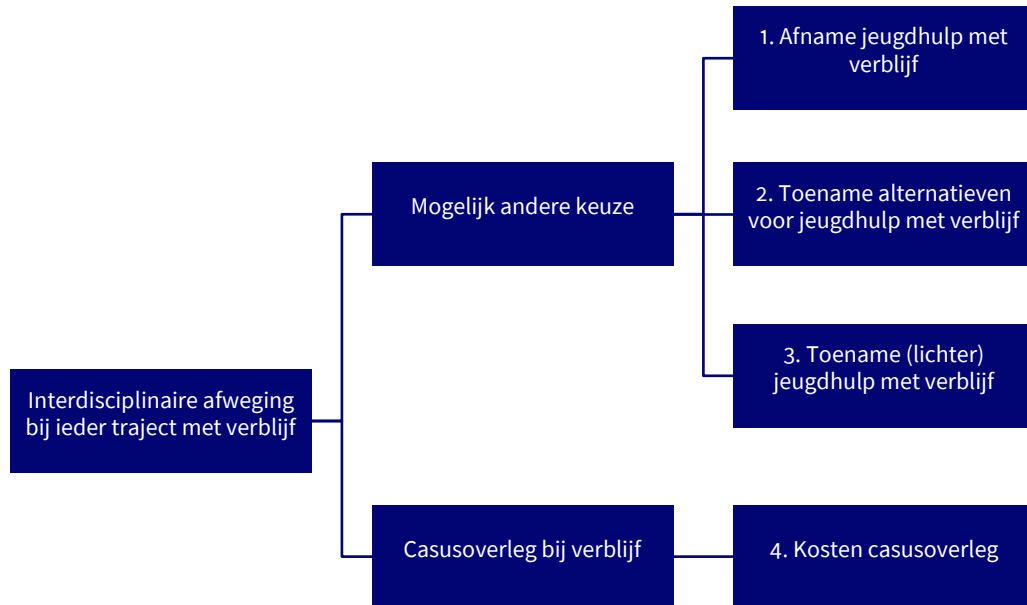 1. Afname jeugdhulp met
verblijf
Mogelijk andere keuze
2. Toename alternatieven
voor jeugdhulp met verblijf
3. Toename (lichter)
jeugdhulp met verblijf
Interdisciplinaire afweging
bij ieder traject met verblijf
Casusoverleg bij verblijf
4. Kosten casusoverleg